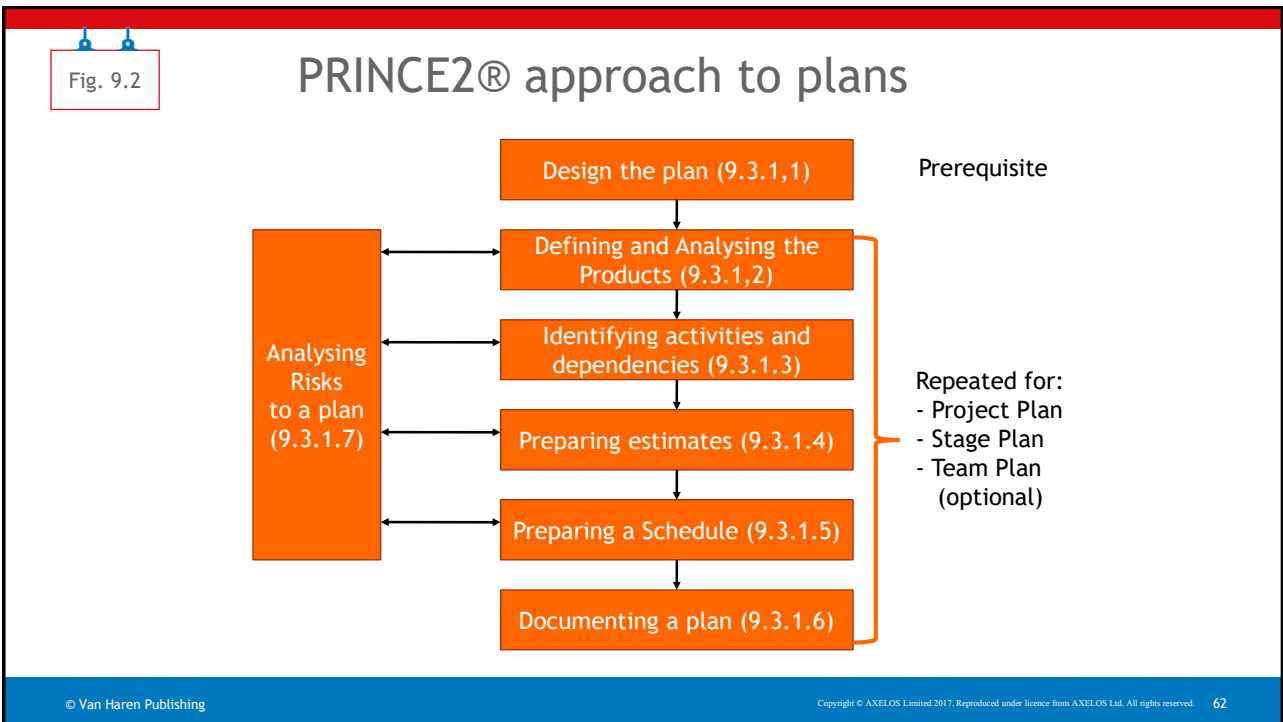 Fig. 9.2
PRINCE2® approach to plans
Design the plan (9.3.1,1)
Prerequisite
Defining and Analysing the
Products (9.3.1,2)
Identifying activities and
dependencies (9.3.1.3)
Analysing
Risks
to a plan
(9.3.1.7)
Preparing estimates (9.3.1.4)
Preparing a Schedule (9.3.1.5)
Documenting a plan (9.3.1.6)
Repeated for:
- Project Plan
- Stage Plan
- Team Plan
(optional)
© Van Haren Publishing
Copyright © AXELOS Limited 2017. Reproduced under licence from AXELOS Ltd. All rights reserved.
62